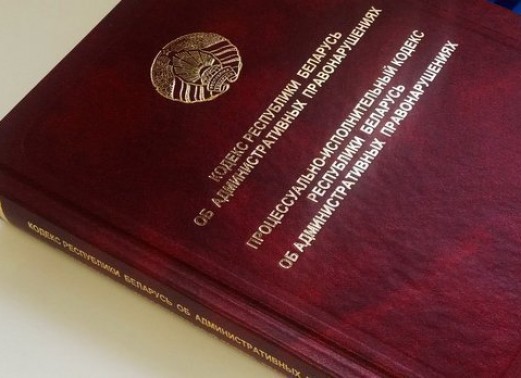 КОДЕКС РЕСПУБЛИКИ БЕЛАРУСЬ
ОБ АДМИНИСТРАТИВНЫХ ПРАВОНАРУШЕНИЯХ
ПРОЦЕССУАЛЬНО-ИСПОЛНИТЕЛЬНЫЙ КОДЕКС
РЕСПУБЛИКИ БЕЛАРУСЬ
ОБ АДМИНИСТРАТИВНЫХ ПРАВОНАРУШЕНИЯХ
КОДЕКС РЕСПУБЛИКИ БЕЛАРУСЬ ОБ АДМИНИСТРАТИВНЫХ